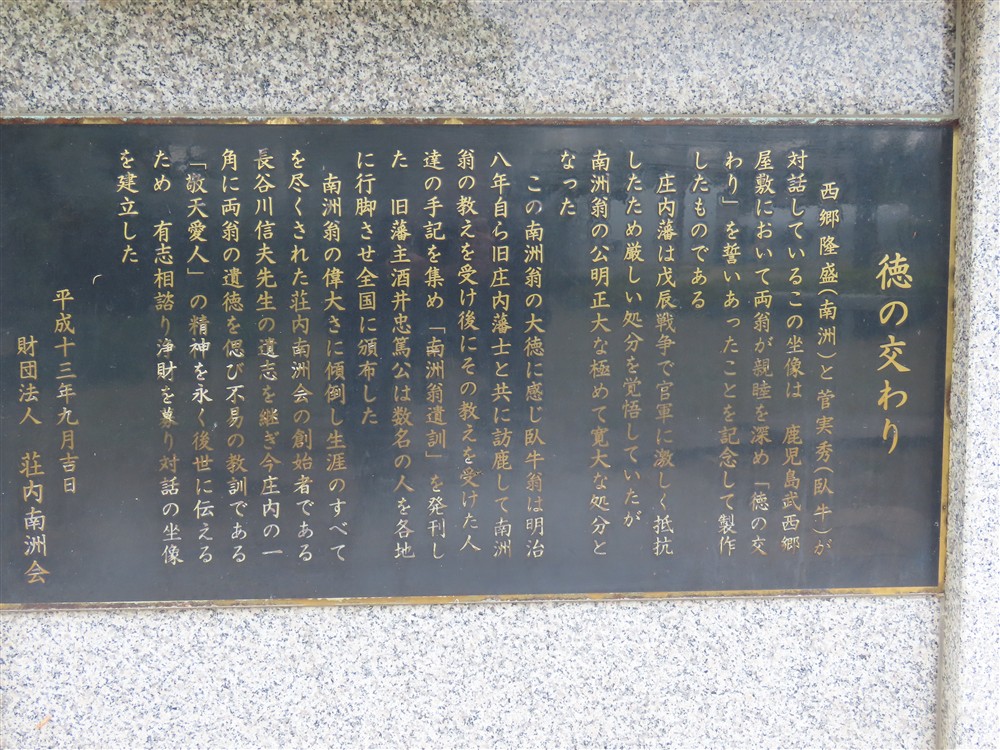 徳の交わり
西郷隆盛(南洲)と菅実秀(臥牛)が
対話しているこの坐像は 鹿児島武西郷
屋敷において両翁が親睦を深め「徳の交
わり」を誓いあったことを記念して製作
したものである
庄内藩は戊辰戦争で官軍に激しく抵抗
したため厳しい処分を覚悟していたが
南洲翁の公明正大な極めて寛大な処分と
なった
この南洲翁の大徳に感じ臥牛翁は明治
八年自ら旧庄内藩士と共に訪鹿して南洲
翁の教えを受け後にその教えを受けた人
達の手記を集め「南洲翁遺訓」を発刊し
た 旧藩主酒井忠篤公は数名の人を各地
に行脚させ全国に頒布した
南洲翁の偉大さに傾倒し生涯のすべて
を尽くされた荘内南洲会の創始者である
長谷川信夫先生の遺志を継ぎ今庄内の一
角に両翁の遺徳を偲び不易の教訓である
「敬天愛人」の精神を永く後世に伝える
ため 有志相諮り浄財を募り対話の坐像
を建立した
平成十三年九月吉日
財団法人 荘内南洲会